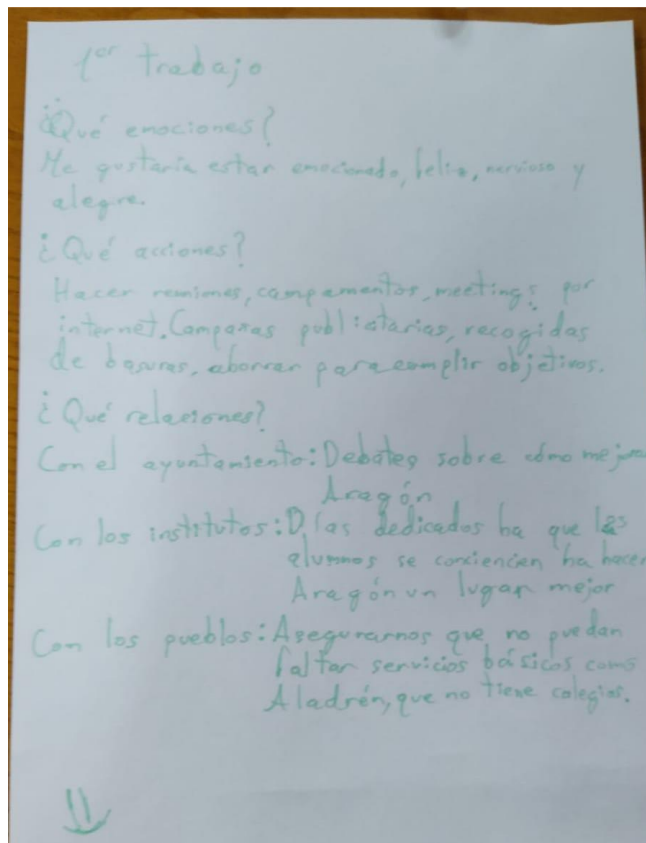 1er trabajo
¿Qué emociones?
Me gustaría estar emocionado, feliz, nervioso y
alegre.
¿Qué acciones?
Hacer reuniones, campamentos, meetings por
internet. Compañas publicitarias, recogidas
de basuras, ahorrar para complir objetivos.
¿Qué relaciones?
Con el ayuntamiento: Debates sobre cómo mejorar
Aragón
Con los institutos: Días dedicados ha que los
alumnos se conciencien ha hacer
Aragón un lugar mejor
Con los pueblos: Asegurarnos que no puedan
faltar servicios básicos como
Aladrén, que no tiene colegios.